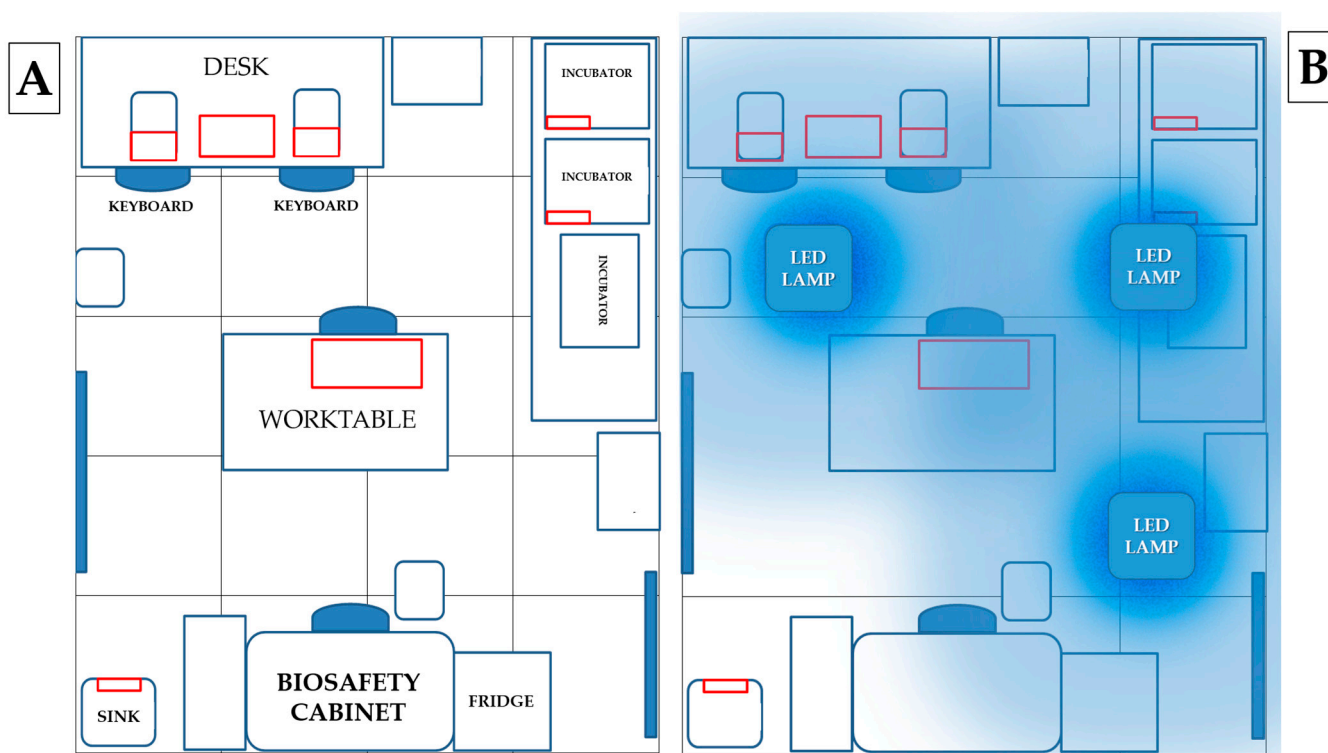 A
DESK
KEYBOARD
KEYBOARD
INCUBATOR
INCUBATOR
INCUBATOR
WORKTABLE
BIOSAFETY
CABINET
FRIDGE
SINK
B
LED
LAMP
LED
LAMP
LED
LAMP